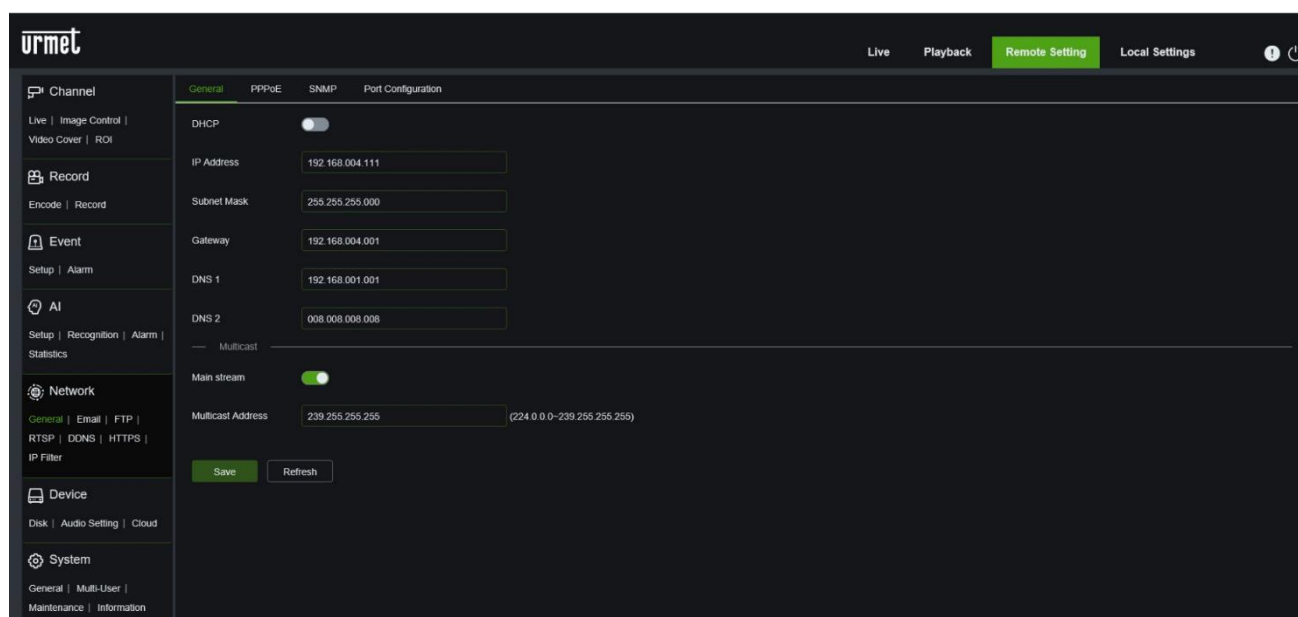 urmet
Live Playback Remote Setting Local Settings
Channel
Live | Image Control |
Video Cover | ROI
Record
Encode | Record
Event
Setup | Alarm
AI
Setup | Recognition | Alarm |
Statistics
Network
General | Email | FTP |
RTSP | DDNS | HTTPS |
IP Filter
Device
Disk | Audio Setting | Cloud
System
General | Multi-User |
Maintenance | Information
General PPPoE SNMP Port Configuration
DHCP
IP Address 192.168.004.111
Subnet Mask 255.255.255.000
Gateway 192.168.004.001
DNS 1 192.168.001.001
DNS 2 008.008.008.008
Multicast
Main stream
Multicast Address 239.255.255.255 (224.0.0.0~239.255.255.255)
Save Refresh